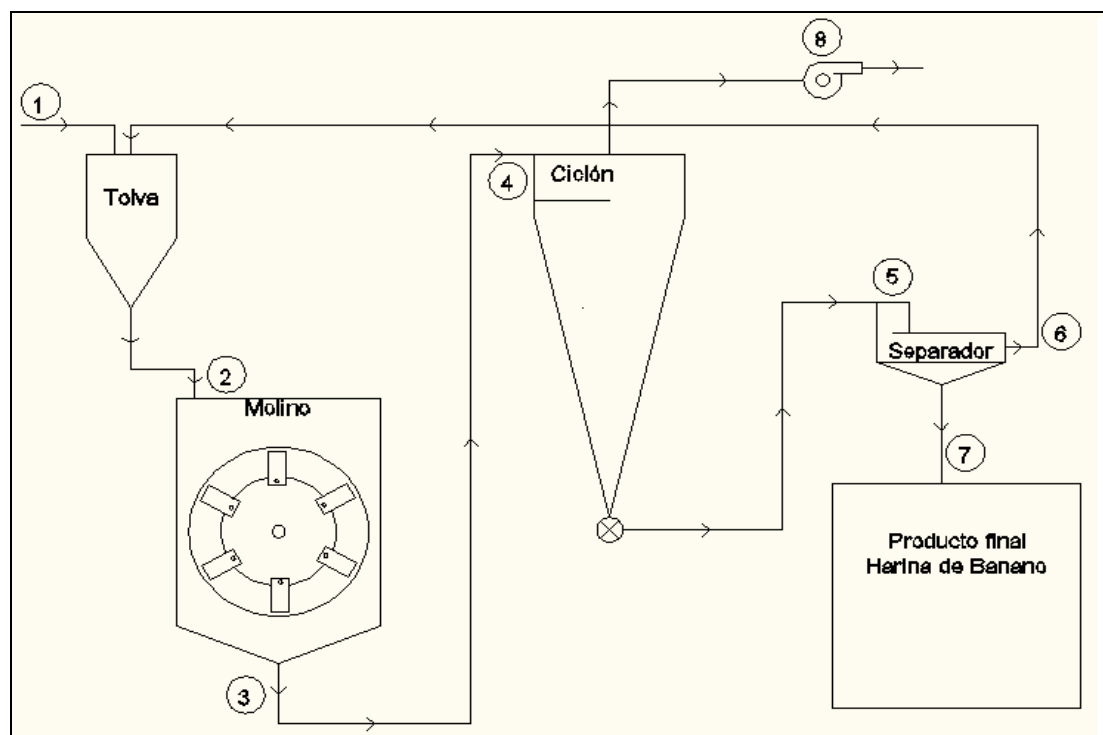 8
1
Tolva
4
Ciclón
5
Separador
6
2
Molino
7
Producto final
Harina de Banano
3